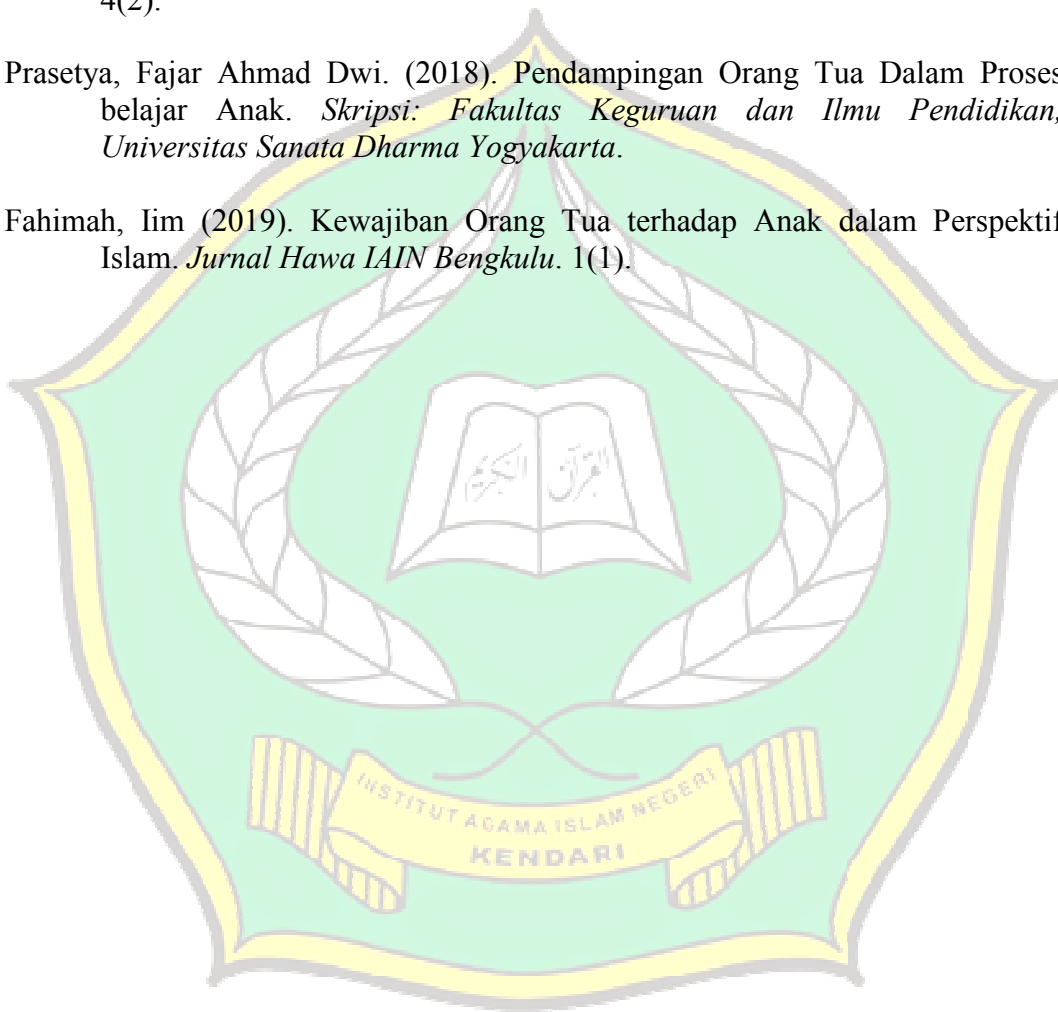 4(2).
Prasetya, Fajar Ahmad Dwi. (2018). Pendampingan Orang Tua Dalam Proses
belajar Anak. Skripsi: Fakultas Keguruan dan Ilmu Pendidikan,
Universitas Sanata Dharma Yogyakarta.
Fahimah, Iim (2019). Kewajiban Orang Tua terhadap Anak dalam Perspektif
Islam. Jurnal Hawa IAIN Bengkulu. 1(1).
القرآن الكريم
INSTITUT AGAMA ISLAM NEGERI
KENDARI